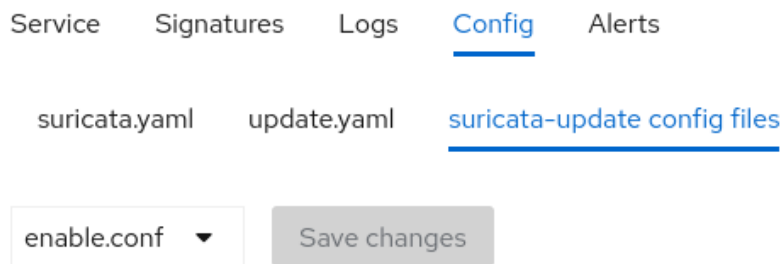 Service Signatures Logs Config Alerts
suricata.yaml update.yaml suricata-update config files
enable.conf Save changes